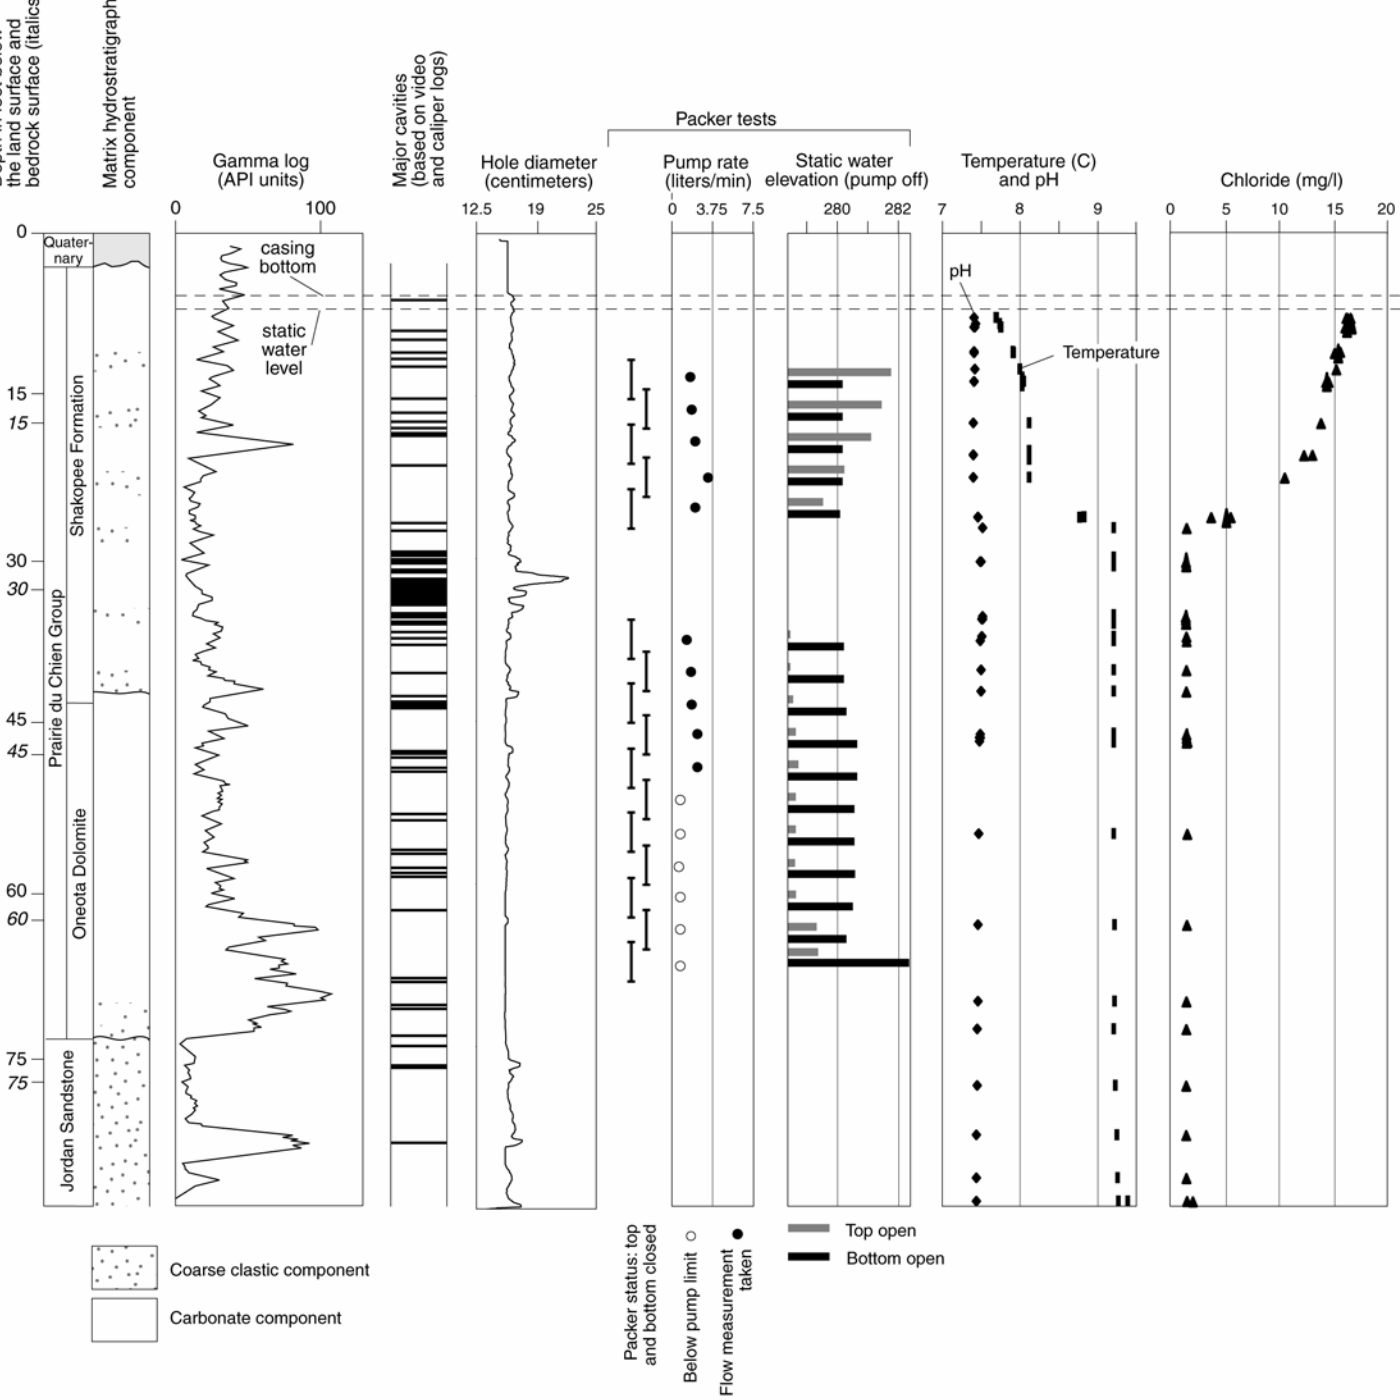 the land surface and
bedrock surface (italics
Matrix hydrostratigraph
component
Gamma log
(API units)
Major cavities
(based on video
and caliper logs)
Hole diameter
(centimeters)
Packer tests
Pump rate
(liters/min)
Static water
elevation (pump off)
Temperature (C)
and pH
Chloride (mg/l)
0 100
12.5 19 25
0 3.75 7.5
280 282
7 8 9
0 5 10 15 20
0
15
15
30
30
45
45
60
60
75
75
Quater-
nary
Shakopee Formation
Prairie du Chien Group
Oneota Dolomite
Jordan Sandstone
casing
bottom
static
water
level
pH
Temperature
Coarse clastic component
Carbonate component
Packer status: top
and bottom closed
Below pump limit
Flow measurement
taken
Top open
Bottom open